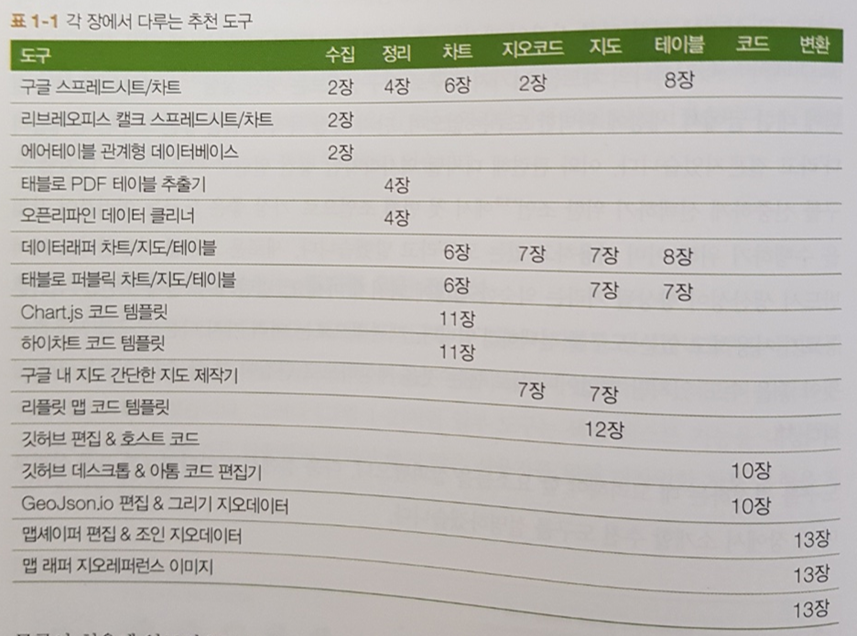 표 1-1 각 장에서 다루는 추천 도구
도구 수집 정리 차트 지오코드 지도 테이블 코드 변환
구글 스프레드시트/차트 2장 4장 6장 2장 8장
리브레오피스 캘크 스프레드시트/차트 2장
에어테이블 관계형 데이터베이스 2장
태블로 PDF 테이블 추출기 4장
오픈리파인 데이터 클리너 4장
데이터래퍼 차트/지도/테이블 6장 7장 7장 8장
태블로 퍼블릭 차트/지도/테이블 6장 7장 7장
Chart.js 코드 템플릿 11장
하이차트 코드 템플릿 11장
구글 내 지도 간단한 지도 제작기 7장 7장
리플릿 맵 코드 템플릿 12장
깃허브 편집 & 호스트 코드 10장
깃허브 데스크톱 & 아톰 코드 편집기 10장
GeoJson.io 편집 & 그리기 지오데이터 13장
맵셰이퍼 편집 & 조인 지오데이터 13장
맵 래퍼 지오레퍼런스 이미지 13장